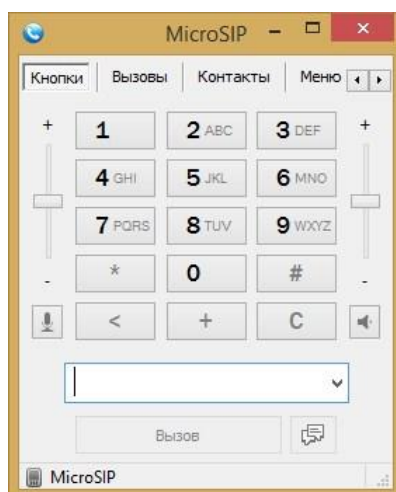 MicroSIP
Кнопки Вызовы Контакты Меню
+ 1 2 ABC 3 DEF +
4 GHI 5 JKL 6 MNO
7 PQRS 8 TUV 9 WXYZ
- * 0 # -
< + C
Вызов
MicroSIP